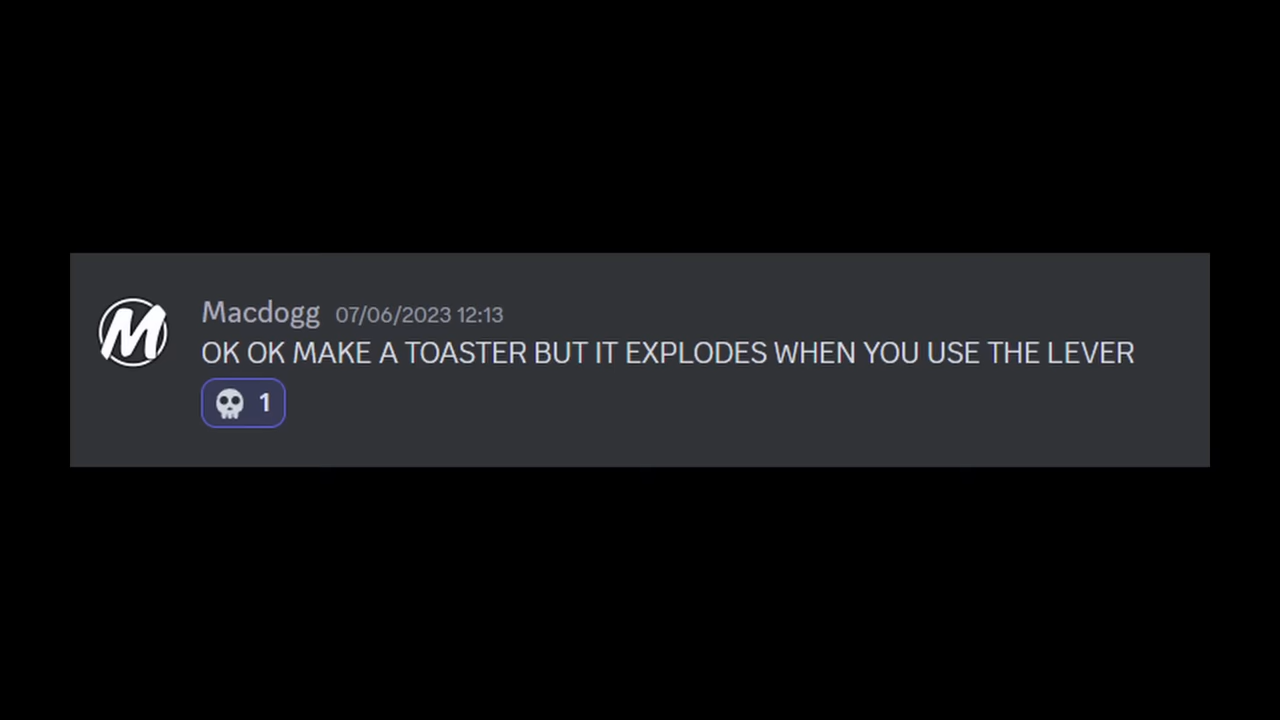 M
Macdogg 07/06/2023 12:13
OK OK MAKE A TOASTER BUT IT EXPLODES WHEN YOU USE THE LEVER
💀 1